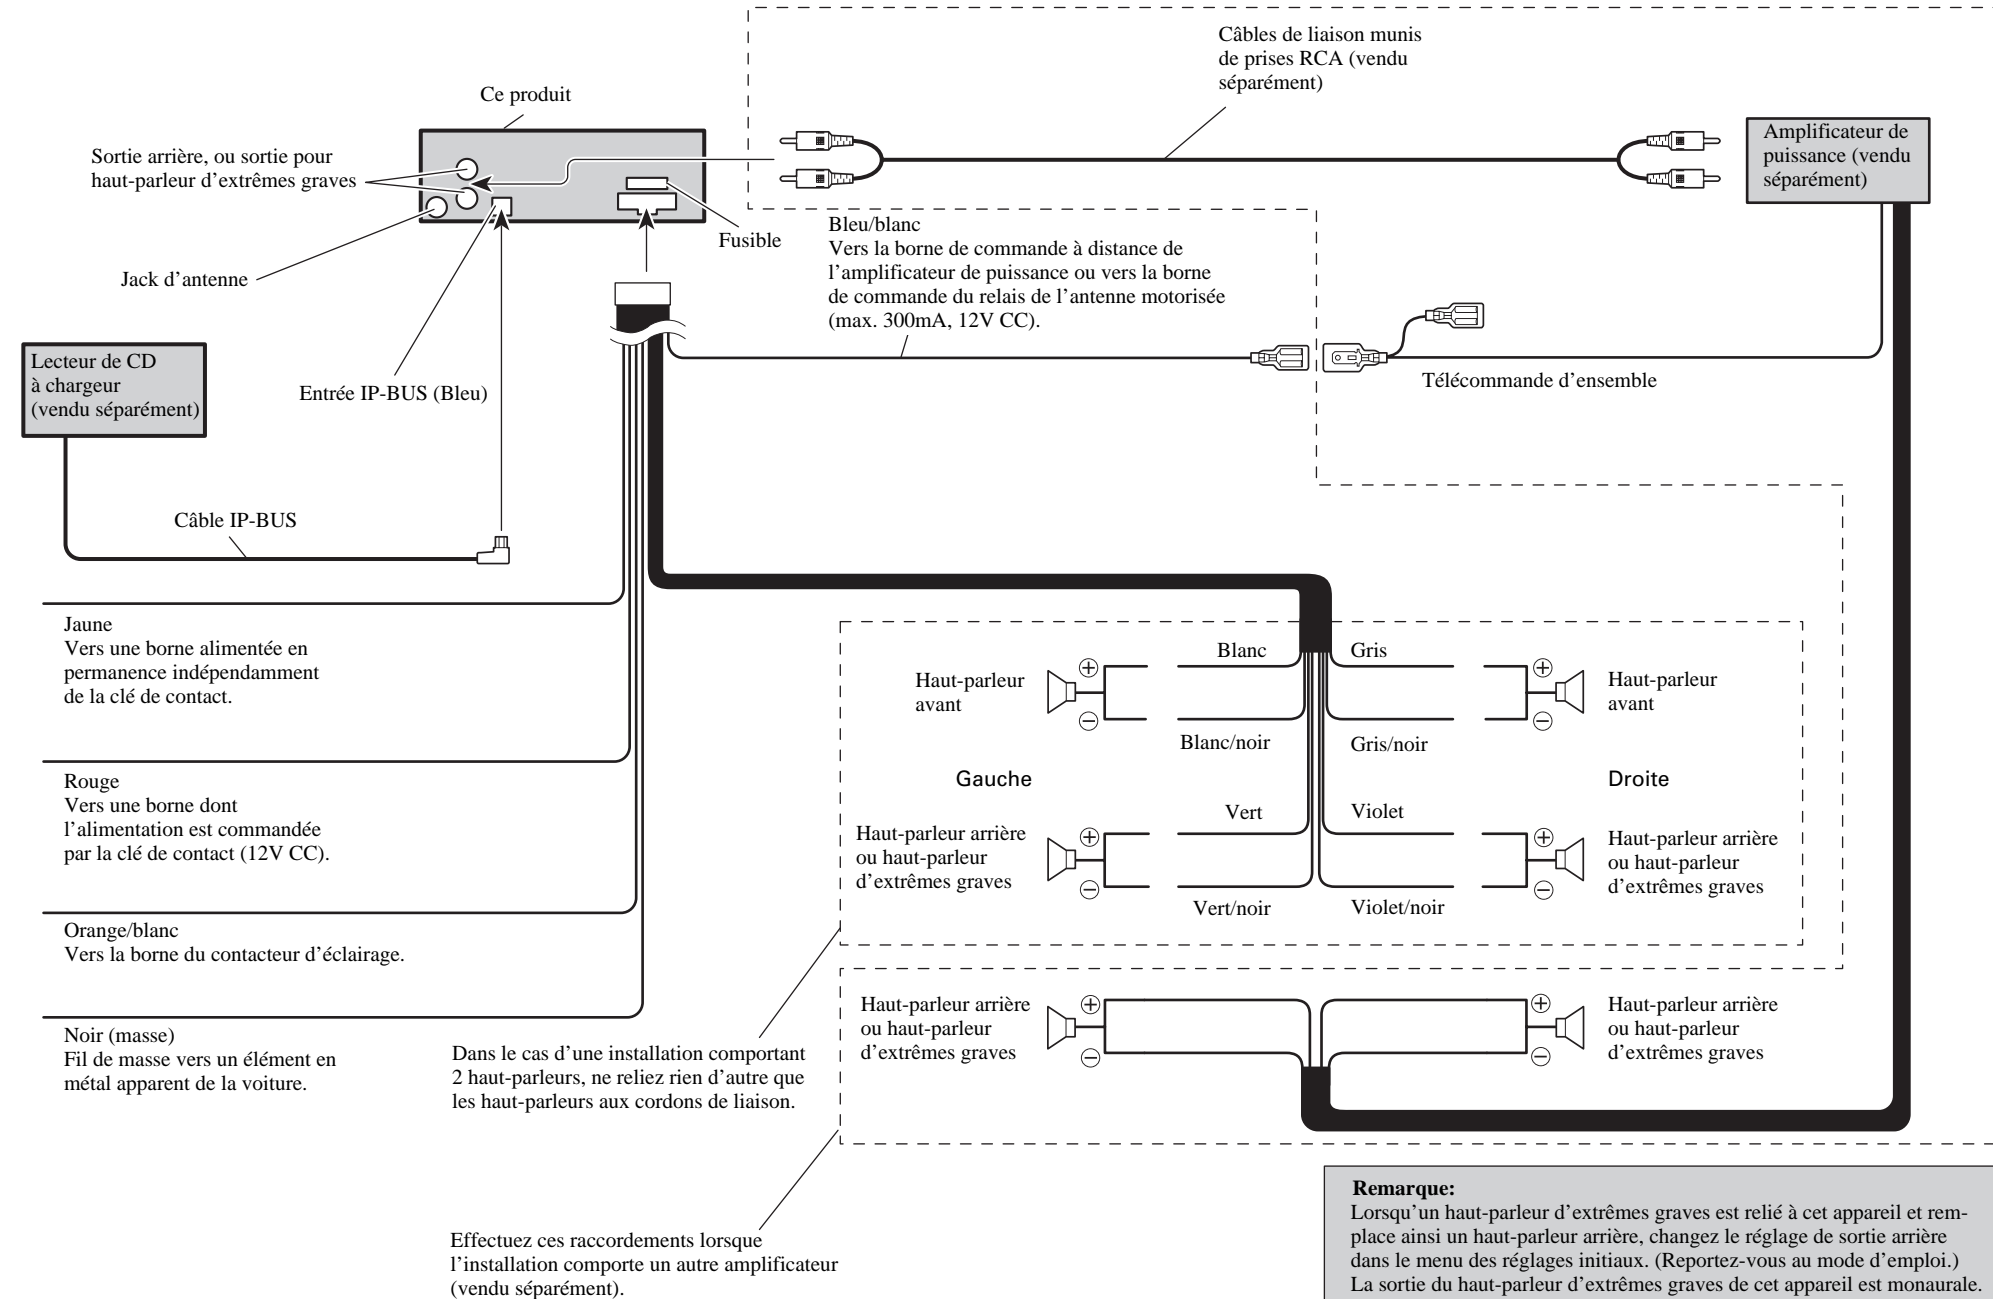 Câbles de liaison munis
de prises RCA (vendu
séparément)
Ce produit
Amplificateur de
puissance (vendu
séparément)
Sortie arrière, ou sortie pour
haut-parleur d’extrêmes graves
Fusible
Bleu/blanc
Vers la borne de commande à distance de
l’amplificateur de puissance ou vers la borne
de commande du relais de l’antenne motorisée
(max. 300mA, 12V CC).
Jack d’antenne
Lecteur de CD
à chargeur
(vendu séparément)
Entrée IP-BUS (Bleu)
Télécommande d’ensemble
Câble IP-BUS
Jaune
Vers une borne alimentée en
permanence indépendamment
de la clé de contact.
Rouge
Vers une borne dont
l’alimentation est commandée
par la clé de contact (12V CC).
Orange/blanc
Vers la borne du contacteur d’éclairage.
Noir (masse)
Fil de masse vers un élément en
métal apparent de la voiture.
Blanc
Gris
Haut-parleur
avant
⊕
⊖
⊕
⊖
Haut-parleur
avant
Blanc/noir
Gris/noir
Gauche
Droite
Vert
Violet
Haut-parleur arrière
ou haut-parleur
d’extrêmes graves
⊕
⊖
⊕
⊖
Haut-parleur arrière
ou haut-parleur
d’extrêmes graves
Vert/noir
Violet/noir
Haut-parleur arrière
ou haut-parleur
d’extrêmes graves
⊕
⊖
⊕
⊖
Haut-parleur arrière
ou haut-parleur
d’extrêmes graves
Dans le cas d’une installation comportant
2 haut-parleurs, ne reliez rien d’autre que
les haut-parleurs aux cordons de liaison.
Effectuez ces raccordements lorsque
l’installation comporte un autre amplificateur
(vendu séparément).
Remarque:
Lorsqu’un haut-parleur d’extrêmes graves est relié à cet appareil et rem-
place ainsi un haut-parleur arrière, changez le réglage de sortie arrière
dans le menu des réglages initiaux. (Reportez-vous au mode d’emploi.)
La sortie du haut-parleur d’extrêmes graves de cet appareil est monaurale.